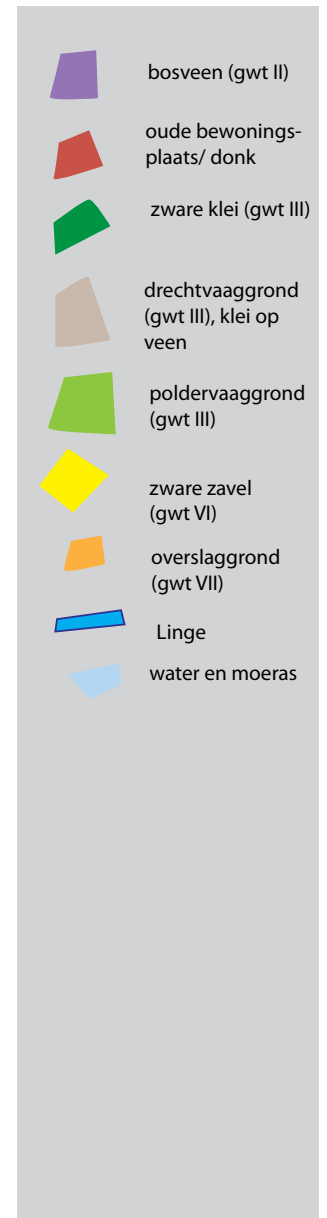 bosveen (gwt II)
oude bewonings-
plaats/ donk
zware klei (gwt III)
drechtvaaggrond
(gwt III), klei op
veen
poldervaaggrond
(gwt III)
zware zavel
(gwt VI)
overslaggrond
(gwt VII)
Linge
water en moeras